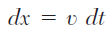 dx = v dt